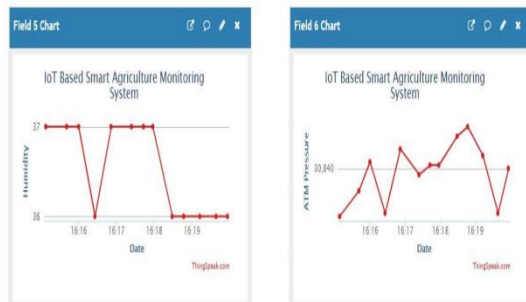 Field 5 Chart
IoT Based Smart Agriculture Monitoring
System
Humidity
37
36
16:16 16:17 16:18 16:19
Date
ThingSpeak.com
Field 6 Chart
IoT Based Smart Agriculture Monitoring
System
ATM Pressure
30,840
16:16 16:17 16:18 16:19
Date
ThingSpeak.com